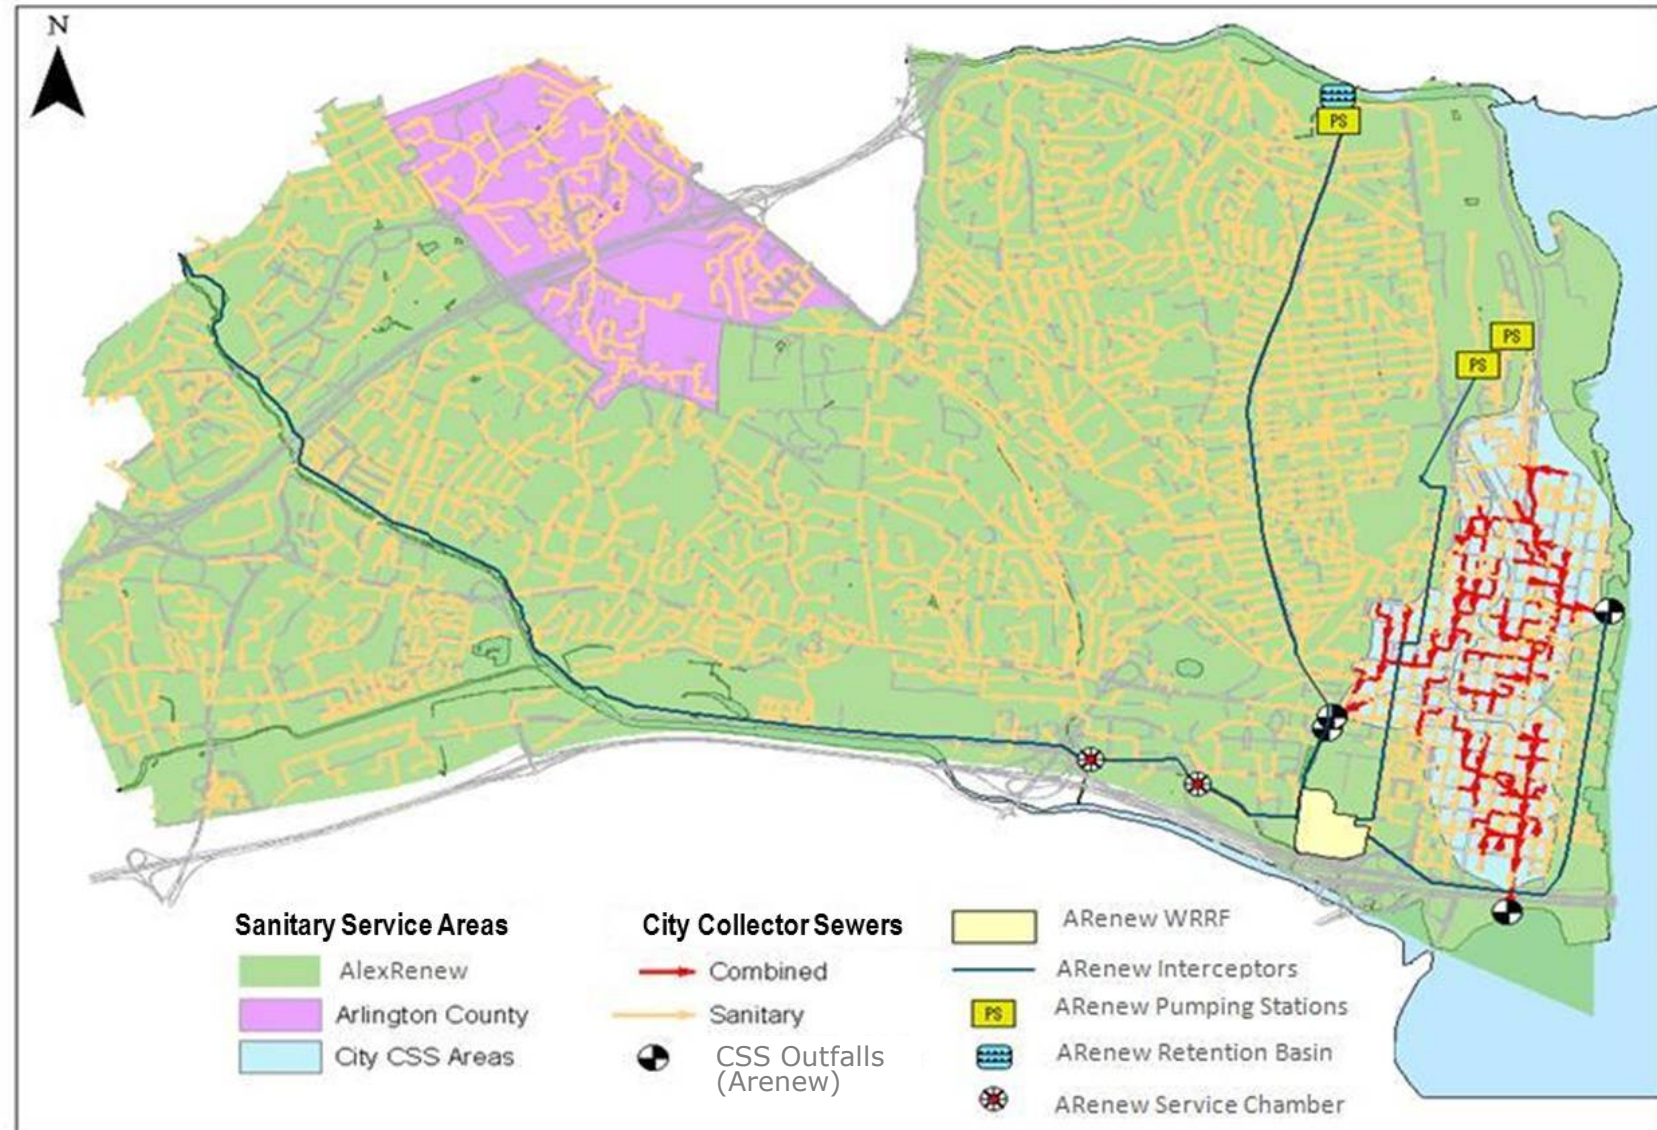 N
PS
PS
PS
Sanitary Service Areas
AlexRenew
Arlington County
City CSS Areas
City Collector Sewers
Combined
Sanitary
CSS Outfalls
(Arenew)
ARenew WRRF
ARenew Interceptors
PS
ARenew Pumping Stations
ARenew Retention Basin
ARenew Service Chamber